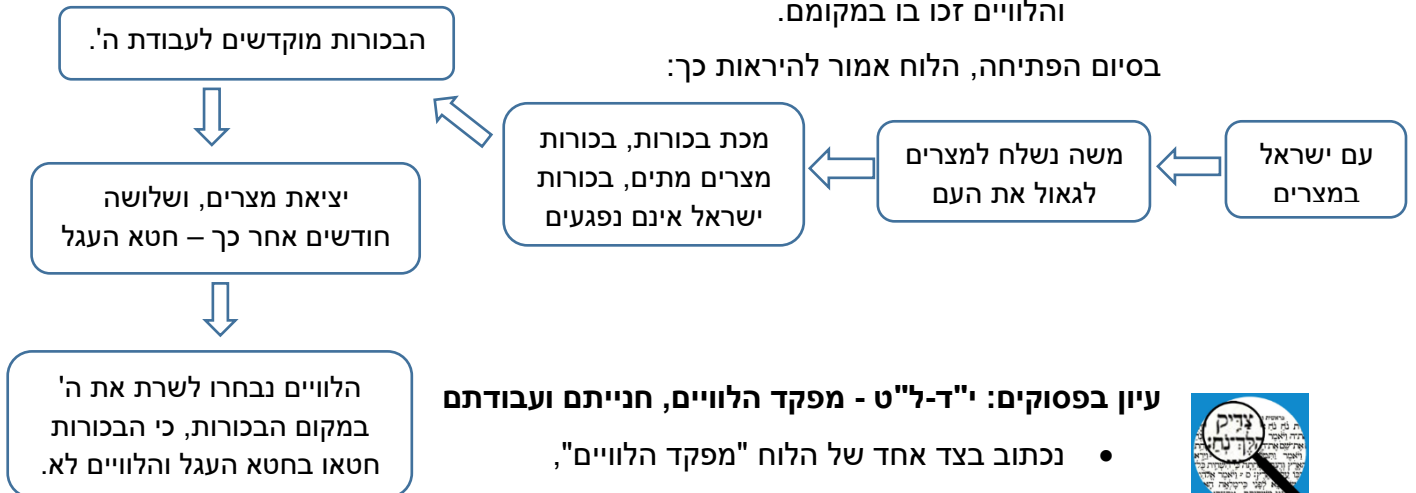 והלוויים זכו בו במקומם.
בסיום הפתיחה, הלוח אמור להיראות כך:
עם ישראל
במצרים
משה נשלח למצרים
לגאול את העם
מכת בכורות, בכורות
מצרים מתים, בכורות
ישראל אינם נפגעים
הבכורות מוקדשים לעבודת ה'.
יציאת מצרים, ושלושה
חודשים אחר כך – חטא העגל
הלוויים נבחרו לשרת את ה'
במקום הבכורות, כי הבכורות
חטאו בחטא העגל והלוויים לא.
עיון בפסוקים: י"ד-ל"ט - מפקד הלוויים, חנייתם ועבודתם
• נכתוב בצד אחד של הלוח "מפקד הלוויים",
צדיק